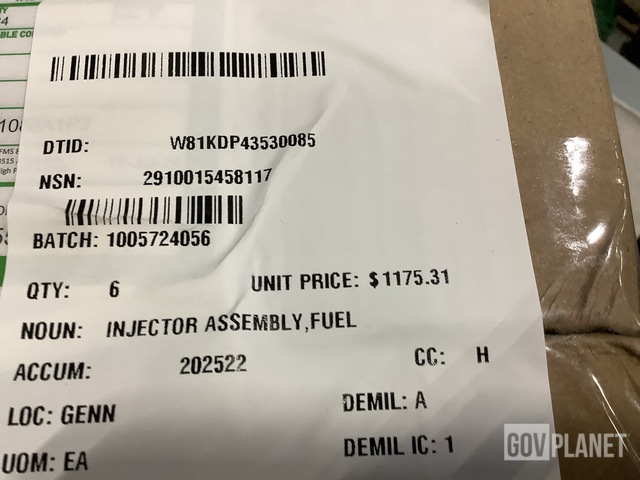 DTID: W81KDP43530085
NSN: 2910015458117
BATCH: 1005724056
QTY: 6 UNIT PRICE: $1175.31
NOUN: INJECTOR ASSEMBLY,FUEL
ACCUM: 202522 CC: H
LOC: GENN DEMIL: A
UOM: EA DEMIL IC: 1
GOVPLANET